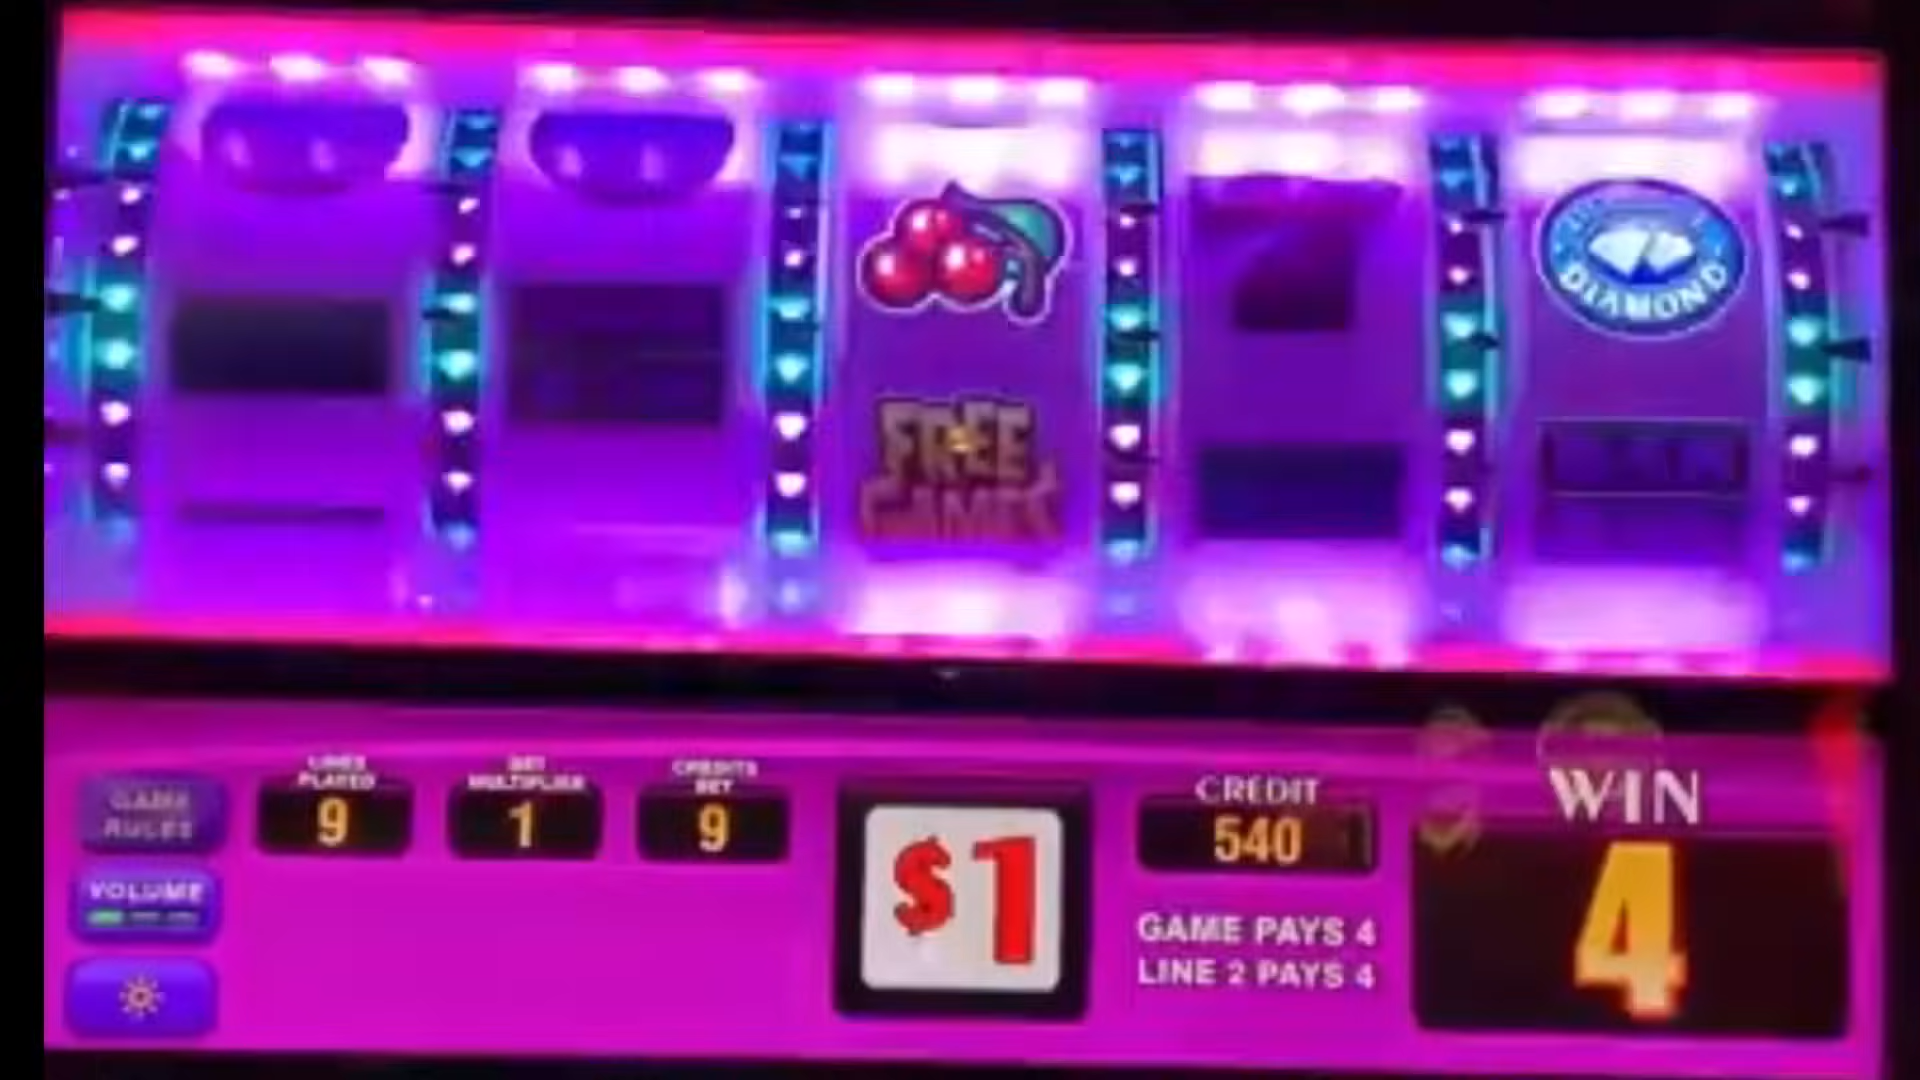 DIAMOND
FREE
GAMES
GAME
RULES
LINES
PLAYED
9
BET
MULTIPLIER
1
CREDITS
BET
9
$1
CREDIT
540
WIN
4
VOLUME
GAME PAYS 4
LINE 2 PAYS 4